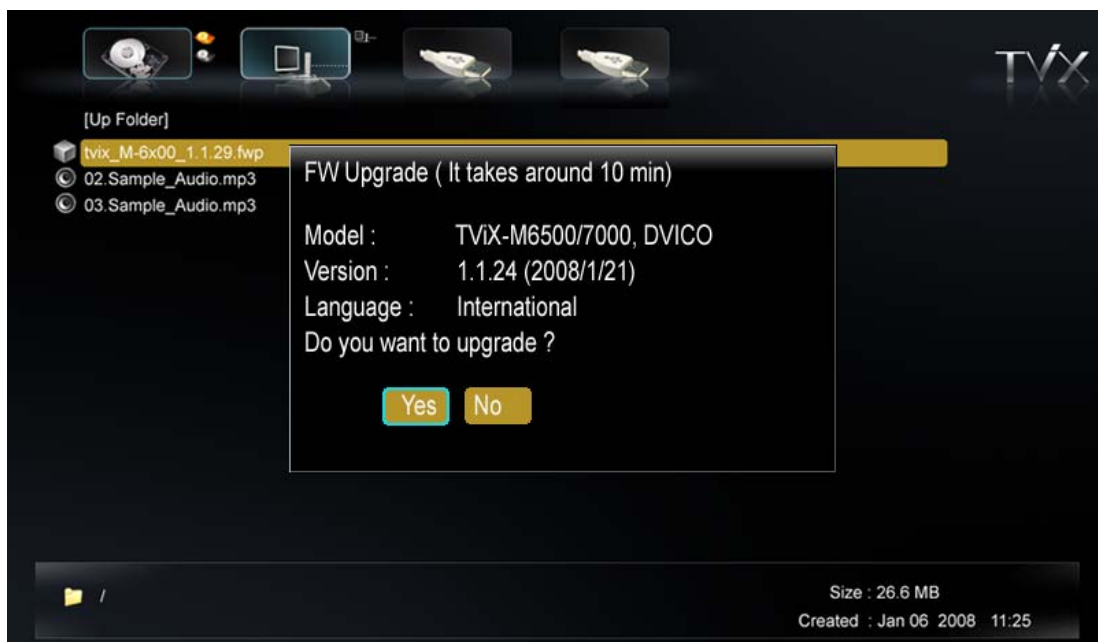 TViX
[Up Folder]
tvix_M-6x00_1.1.29.fwp
02.Sample_Audio.mp3
03.Sample_Audio.mp3
FW Upgrade ( It takes around 10 min)
Model : TViX-M6500/7000, DVICO
Version : 1.1.24 (2008/1/21)
Language : International
Do you want to upgrade ?
Yes No
/
Size : 26.6 MB
Created : Jan 06 2008 11:25